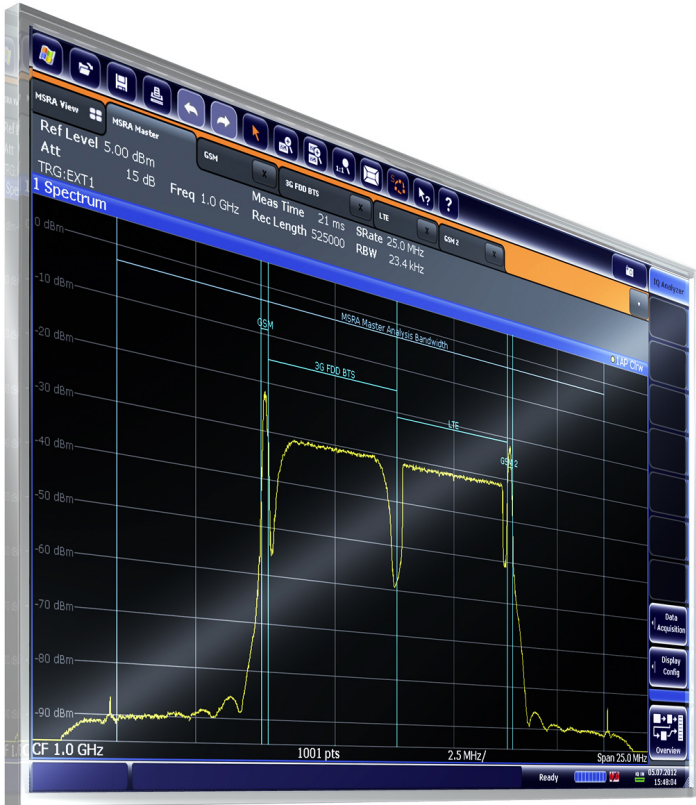 MSRA View
MSRA Master
GSM
X
3G FDD BTS
X
LTE
X
GSM 2
X
1:1
?
?
Ref Level 5.00 dBm
Att 15 dB Freq 1.0 GHz Meas Time 21 ms SRate 25.0 MHz
TRG:EXT1 Rec Length 525000 RBW 23.4 kHz
1 Spectrum
1AP Clrw
IQ Analyzer
0 dBm
-10 dBm
-20 dBm
-30 dBm
-40 dBm
-50 dBm
-60 dBm
-70 dBm
-80 dBm
-90 dBm
MSRA Master Analysis Bandwidth
GSM
3G FDD BTS
LTE
GSM 2
Data
Acquisition
Display
Config
Overview
CF 1.0 GHz 1001 pts 2.5 MHz/ Span 25.0 MHz
Ready
05.07.2012
15:48:04